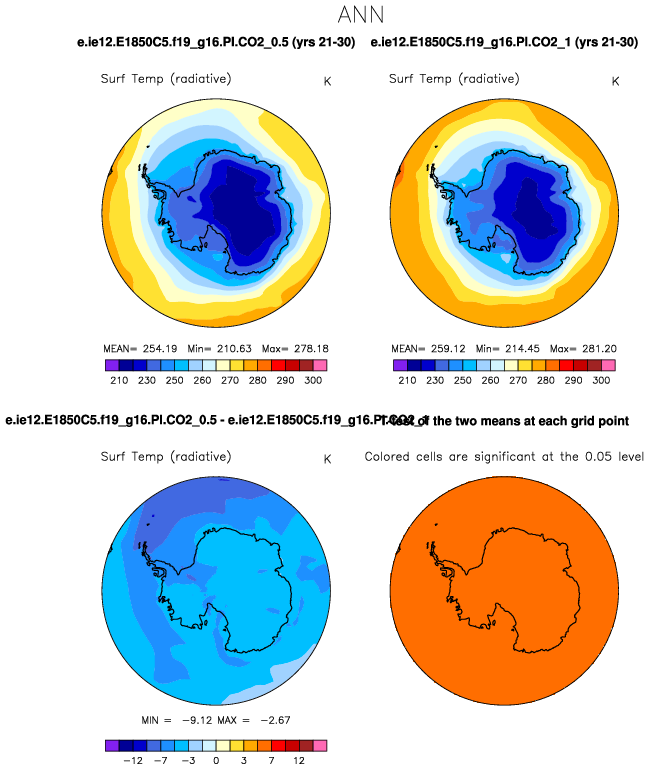 ANN
e.ie12.E1850C5.f19_g16.PI.CO2_0.5 (yrs 21-30)
e.ie12.E1850C5.f19_g16.PI.CO2_1 (yrs 21-30)
Surf Temp (radiative) K
Surf Temp (radiative) K
MEAN= 254.19 Min= 210.63 Max= 278.18
MEAN= 259.12 Min= 214.45 Max= 281.20
210 230 250 260 270 280 290 300
210 230 250 260 270 280 290 300
e.ie12.E1850C5.f19_g16.PI.CO2_0.5 - e.ie12.E1850C5.f19_g16.PI.CO2_1
T-Test of the two means at each grid point
Surf Temp (radiative) K
Colored cells are significant at the 0.05 level
MIN = -9.12 MAX = -2.67
-12 -7 -3 0 3 7 12